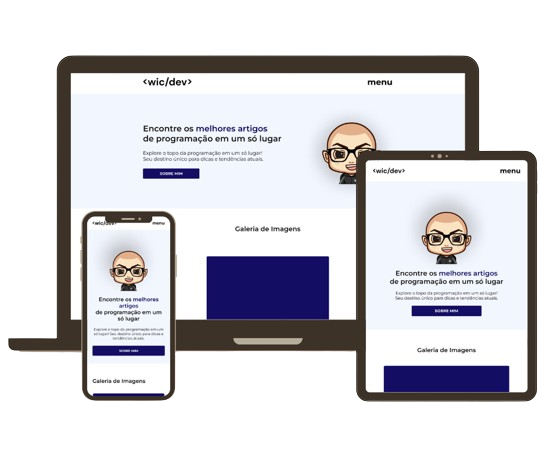 <wic/dev>
menu
Encontre os melhores artigos
de programação em um só lugar
Explore o topo da programação em um só lugar!
Seu destino único para dicas e tendências atuais.
SOBRE MIM
Galeria de Imagens
<wic/dev>
menu
Encontre os melhores
artigos
de programação em um
só lugar
Explore o topo da programação em um
só lugar! Seu destino único para dicas e
tendências atuais.
SOBRE MIM
Galeria de Imagens
<wic/dev>
menu
Encontre os melhores artigos
de programação em um só lugar
Explore o topo da programação em um só lugar!
Seu destino único para dicas e tendências atuais.
SOBRE MIM
Galeria de Imagens